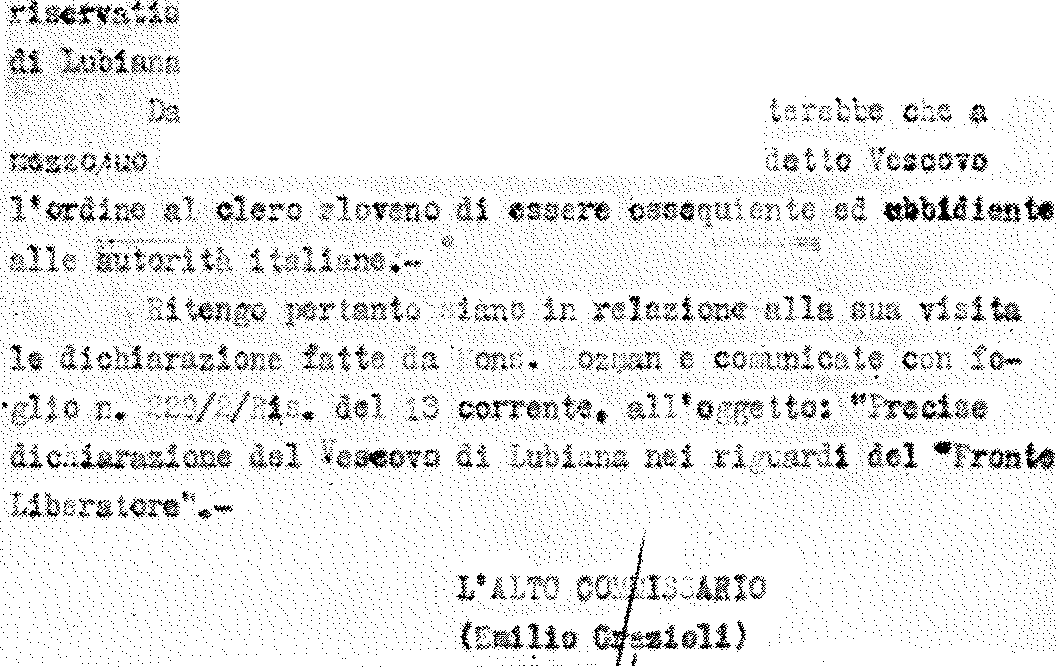 di Lubiana
Da terebbe che a
mezzo, suo detto Vescovo
l'ordine al clero sloveno di essere ossequiente ed ubbidiente
alle autorità italiane.-
Ritengo pertanto siano in relazione alla sua visita
le dichiarazione fatte da Mons. Rozman e comunicate con fo-
glio n. del 13 corrente, all'oggetto: "Precise
dichiarazione del Vescovo di Lubiana nei riguardi del "Fronte
Liberatore".-
L'ALTO COMMISSARIO
(Emilio Grazioli)